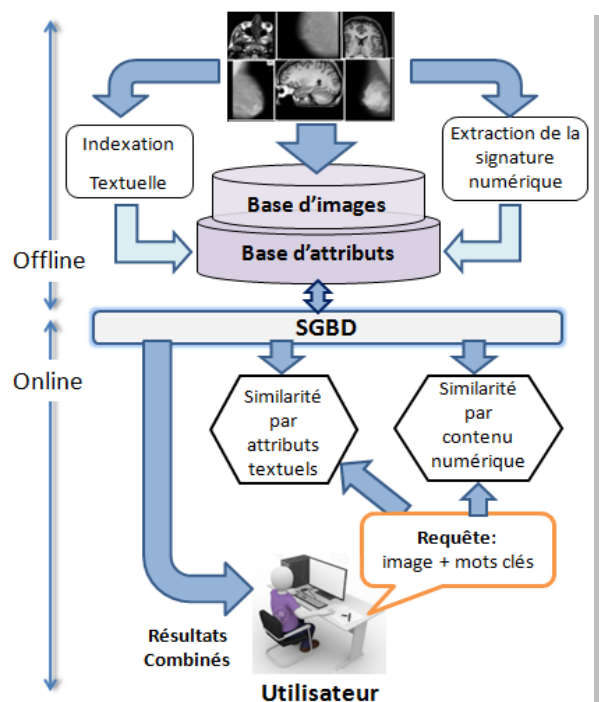 Indexation
Textuelle
Extraction de la
signature
numérique
Base d'images
Base d'attributs
Offline
SGBD
Online
Similarité
par
attributs
textuels
Similarité
par
contenu
numérique
Requête:
image + mots clés
Résultats
Combinés
Utilisateur